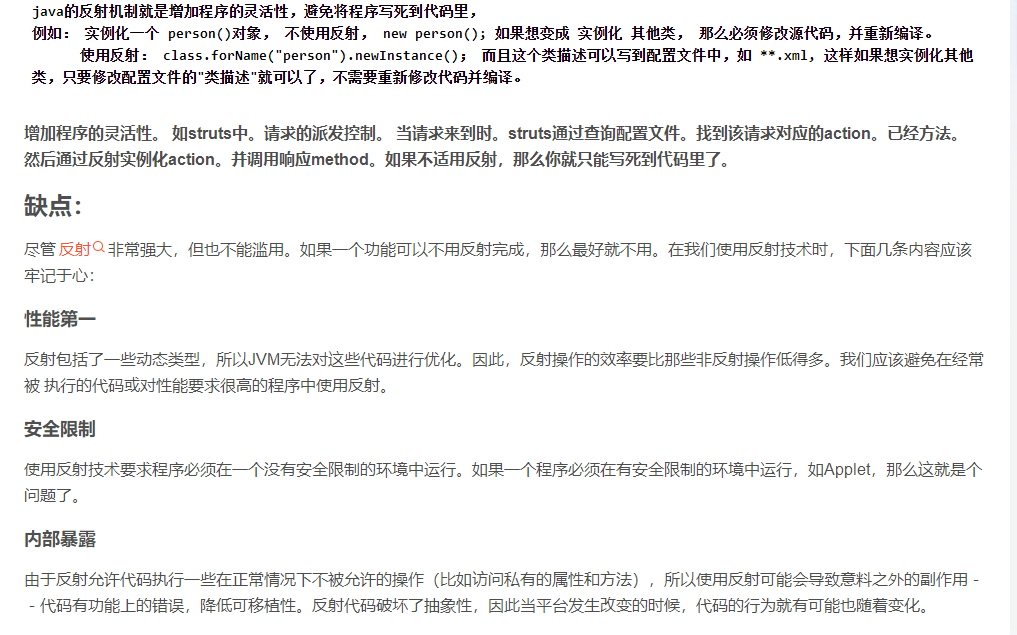 java的反射机制就是增加程序的灵活性，避免将程序写死到代码里，
例如： 实例化一个 person()对象， 不使用反射， new person(); 如果想变成 实例化 其他类， 那么必须修改源代码，并重新编译。
使用反射： class.forName("person").newInstance(); 而且这个类描述可以写到配置文件中，如 **.xml, 这样如果想实例化其他
类，只要修改配置文件的"类描述"就可以了，不需要重新修改代码并编译。
增加程序的灵活性。 如struts中。请求的派发控制。 当请求来到时。struts通过查询配置文件。找到该请求对应的action。已经方法。
然后通过反射实例化action。并调用响应method。如果不适用反射，那么你就只能写死到代码里了。
缺点：
尽管 反射 非常强大，但也不能滥用。如果一个功能可以不用反射完成，那么最好就不用。在我们使用反射技术时，下面几条内容应该
牢记于心：
性能第一
反射包括了一些动态类型，所以JVM无法对这些代码进行优化。因此，反射操作的效率要比那些非反射操作低得多。我们应该避免在经常
被 执行的代码或对性能要求很高的程序中使用反射。
安全限制
使用反射技术要求程序必须在一个没有安全限制的环境中运行。如果一个程序必须在有安全限制的环境中运行，如Applet，那么这就是个
问题了。
内部暴露
由于反射允许代码执行一些在正常情况下不被允许的操作（比如访问私有的属性和方法），所以使用反射可能会导致意料之外的副作用－
－代码有功能上的错误，降低可移植性。反射代码破坏了抽象性，因此当平台发生改变的时候，代码的行为就有可能也随着变化。